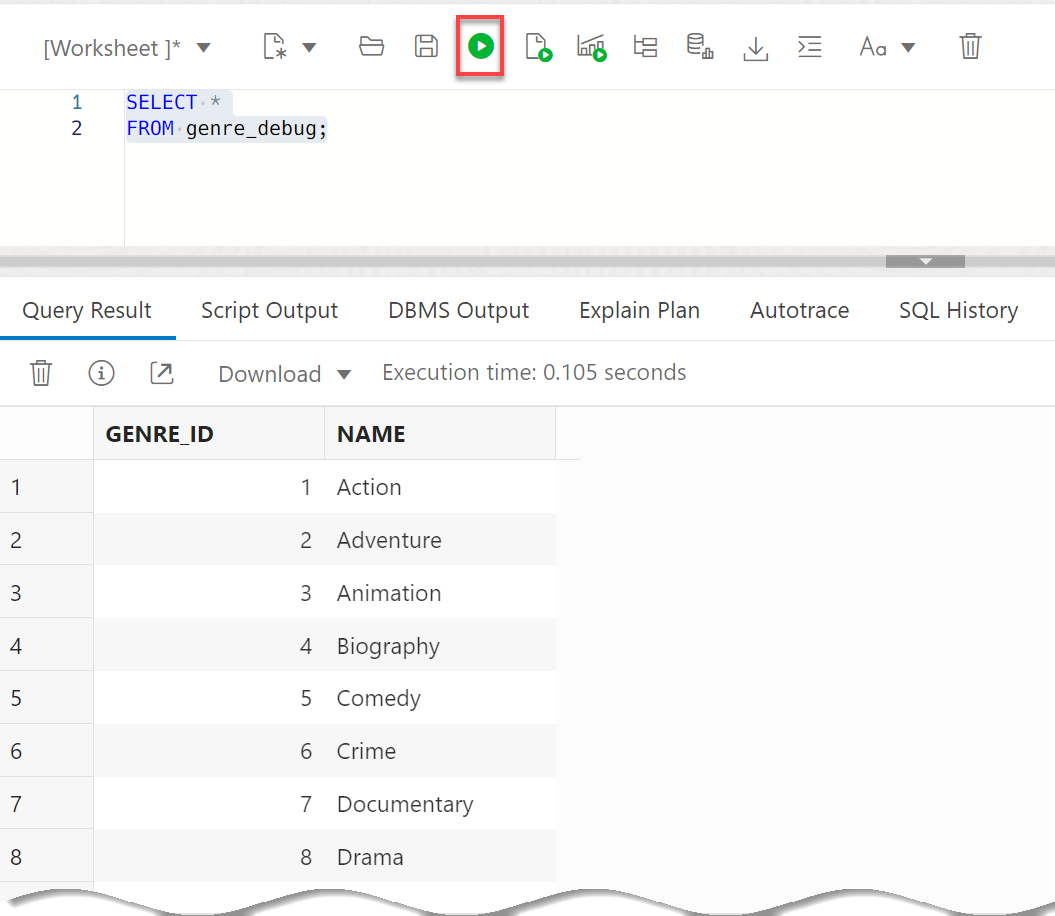 [Worksheet ]*
Aa
1 SELECT *
2 FROM genre_debug;
Query Result Script Output DBMS Output Explain Plan Autotrace SQL History
Download Execution time: 0.105 seconds
GENRE_ID NAME
1 1 Action
2 2 Adventure
3 3 Animation
4 4 Biography
5 5 Comedy
6 6 Crime
7 7 Documentary
8 8 Drama